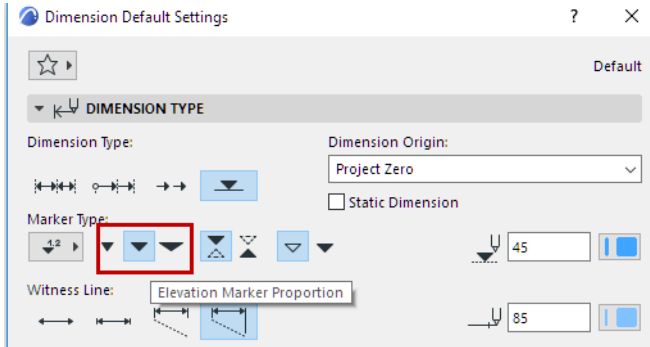 Dimension Default Settings
?
Default
DIMENSION TYPE
Dimension Type:
Dimension Origin:
Project Zero
Static Dimension
Marker Type:
1.2
45
Elevation Marker Proportion
Witness Line:
85